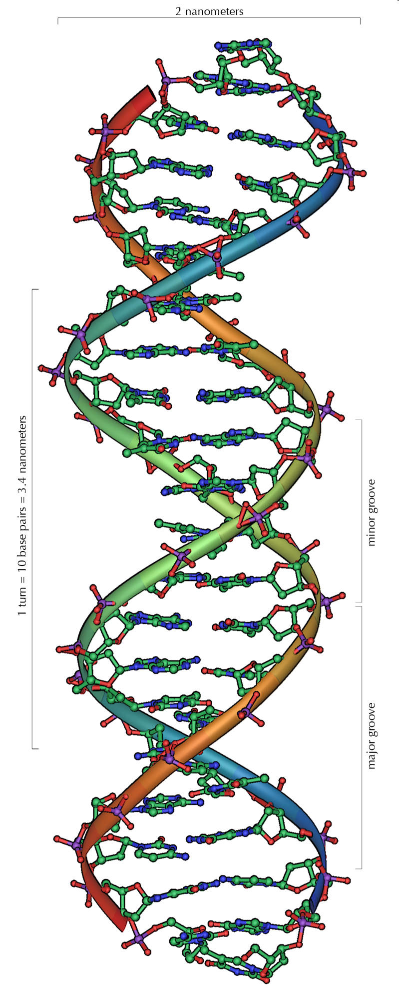 2 nanometers
1 turn = 10 base pairs = 3.4 nanometers
minor groove
major groove